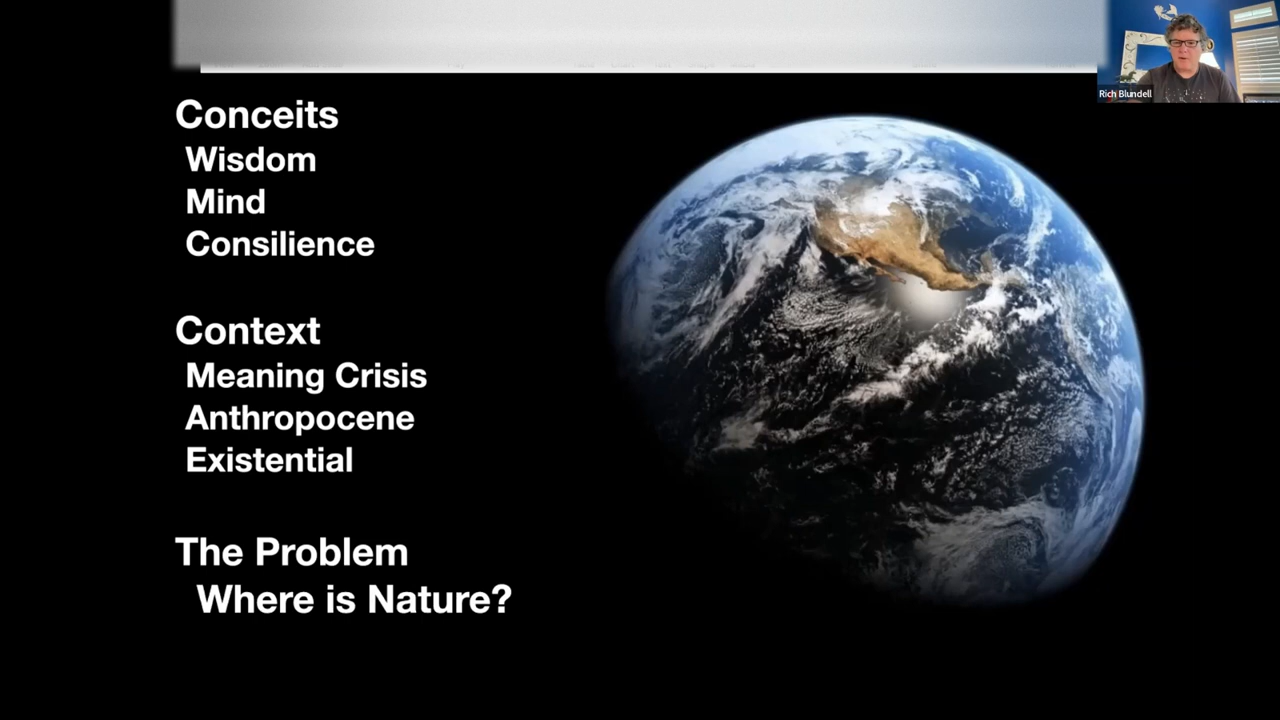 Conceits
Wisdom
Mind
Consilience
Context
Meaning Crisis
Anthropocene
Existential
The Problem
Where is Nature?
Rich Blundell